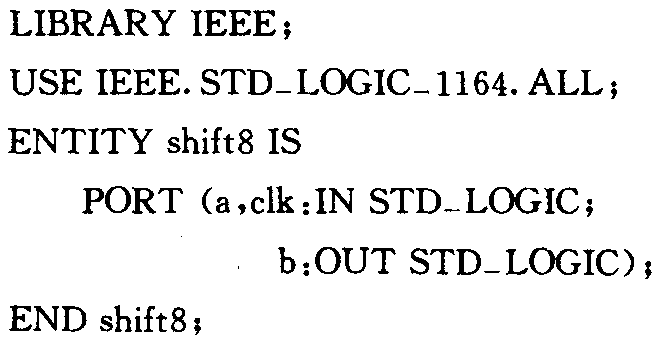 LIBRARY IEEE;
USE IEEE.STD_LOGIC_1164.ALL;
ENTITY shift8 IS
PORT (a,clk:IN STD_LOGIC;
b:OUT STD_LOGIC);
END shift8;